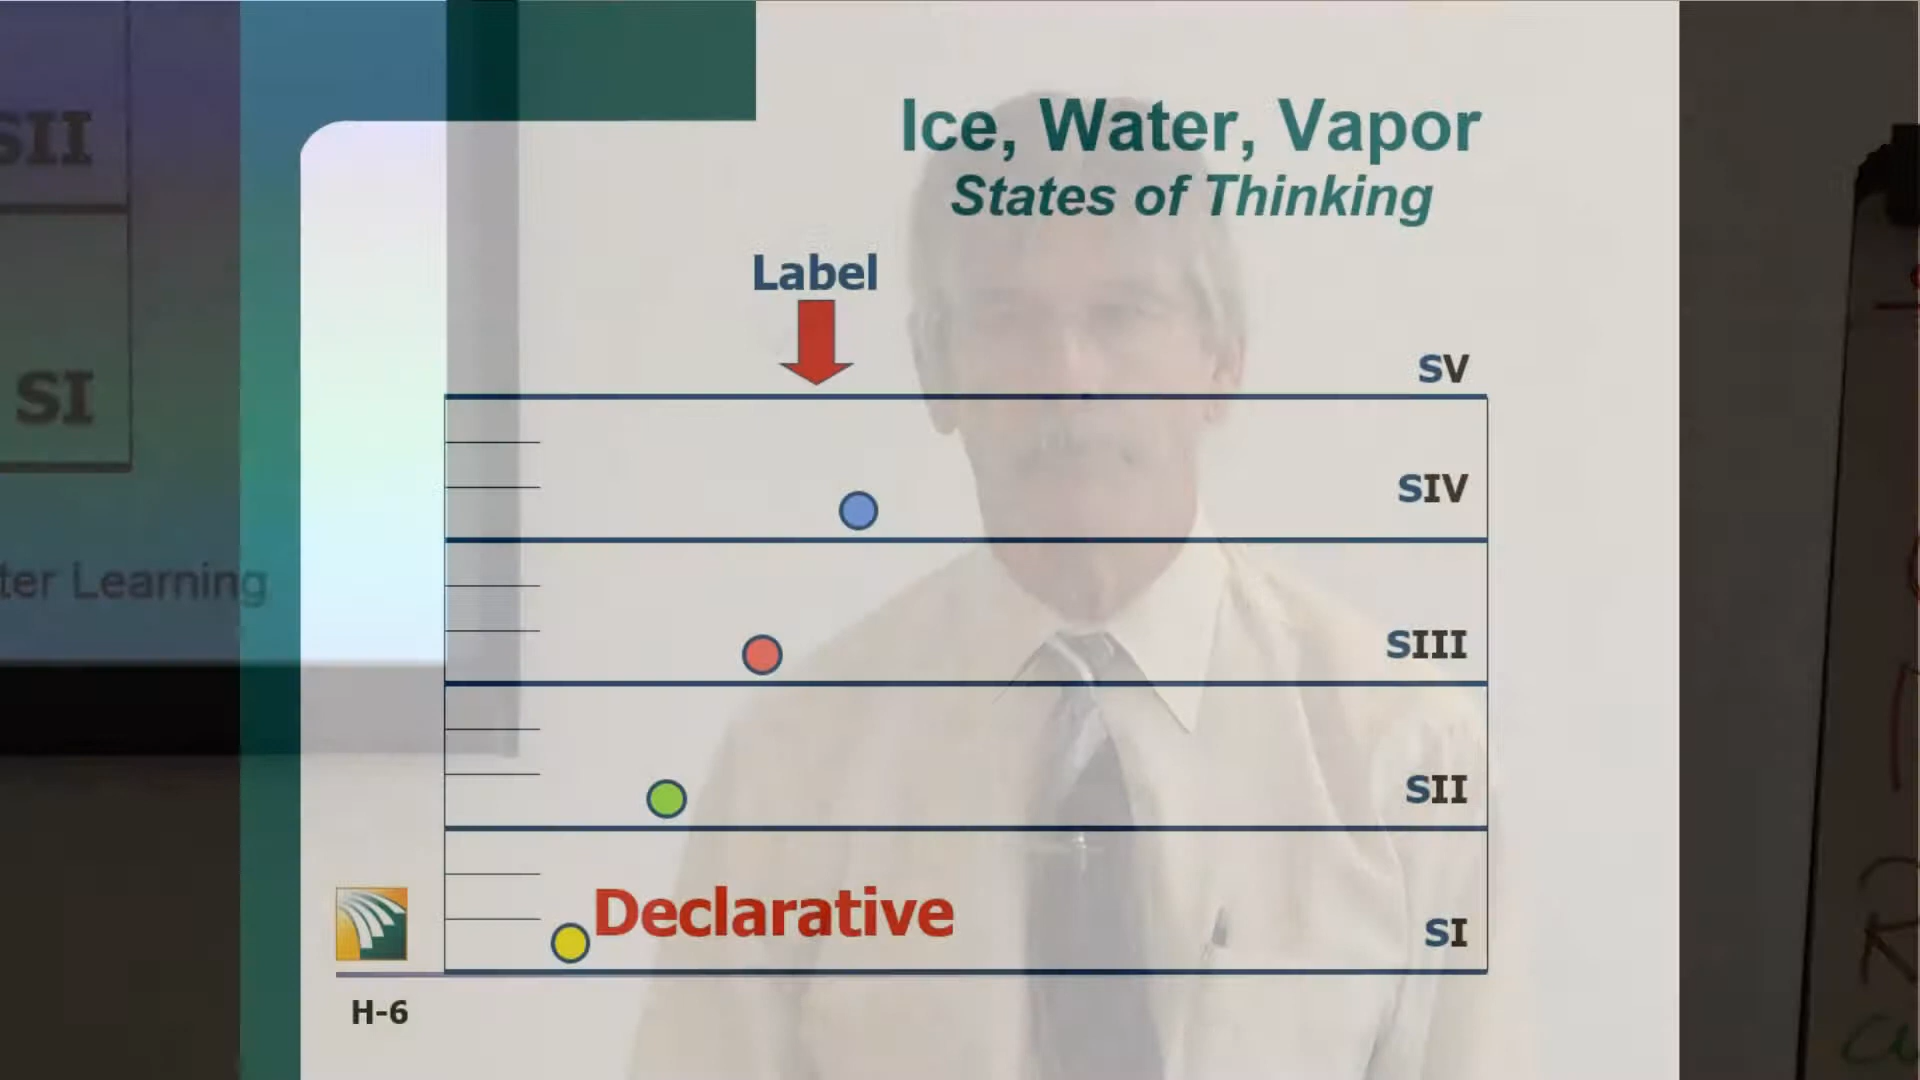 SII
SI
ter Learning
Ice, Water, Vapor
States of Thinking
Label
SV
SIV
SIII
SII
Declarative
SI
H-6